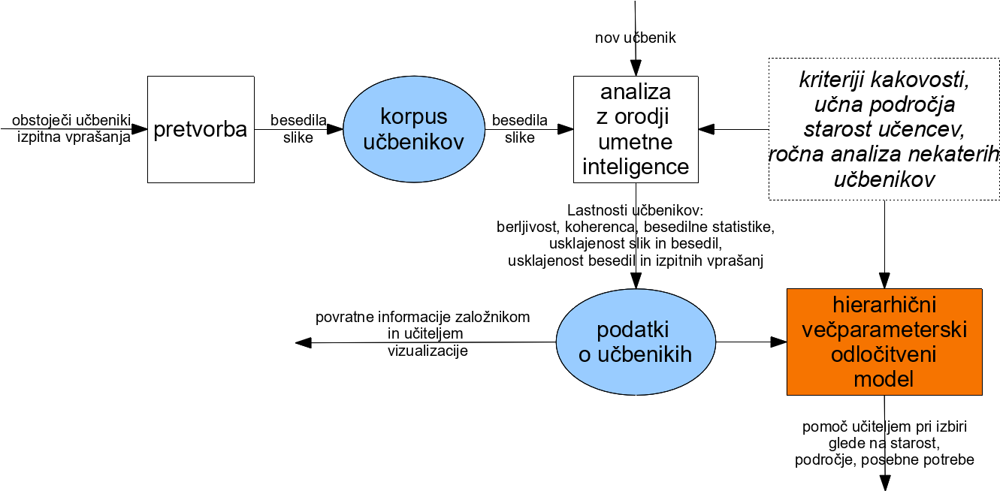 nov učbenik
obstoječi učbeniki
izpitna vprašanja
pretvorba
besedila
slike
korpus
učbenikov
besedila
slike
analiza
z orodji
umetne
inteligence
kriteriji kakovosti,
učna področja
starost učencev,
ročna analiza nekaterih
učbenikov
Lastnosti učbenikov:
berljivost, koherenca, besedilne statistike,
usklajenost slik in besedil,
usklajenost besedil in izpitnih vprašanj
povratne informacije založnikom
in učiteljem
vizualizacije
podatki
o učbenikih
hierarhični
večparameterski
odločitveni
model
pomoč učiteljem pri izbiri
glede na starost,
področje, posebne potrebe